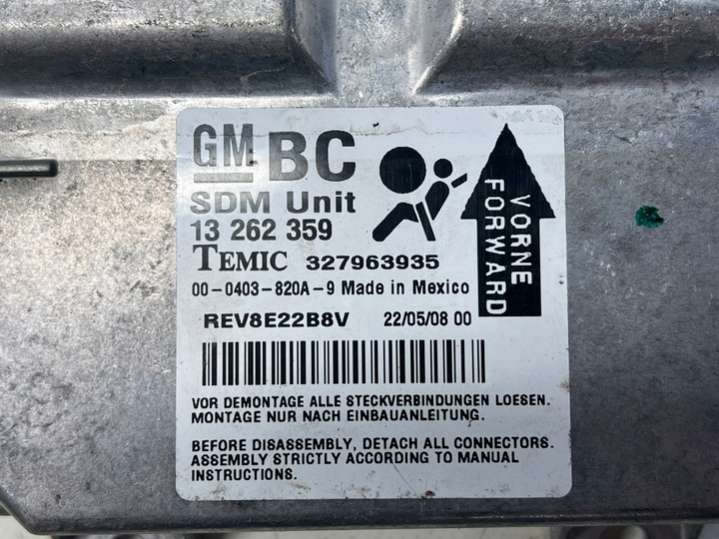 GM BC
SDM Unit
13 262 359
TEMIC 327963935
00-0403-820A-9 Made in Mexico
REV8E22B8V 22/05/08 00
VORNE
FORWARD
VOR DEMONTAGE ALLE STECKVERBINDUNGEN LOESEN.
MONTAGE NUR NACH EINBAUANLEITUNG.
BEFORE DISASSEMBLY, DETACH ALL CONNECTORS.
ASSEMBLY STRICTLY ACCORDING TO MANUAL
INSTRUCTIONS.